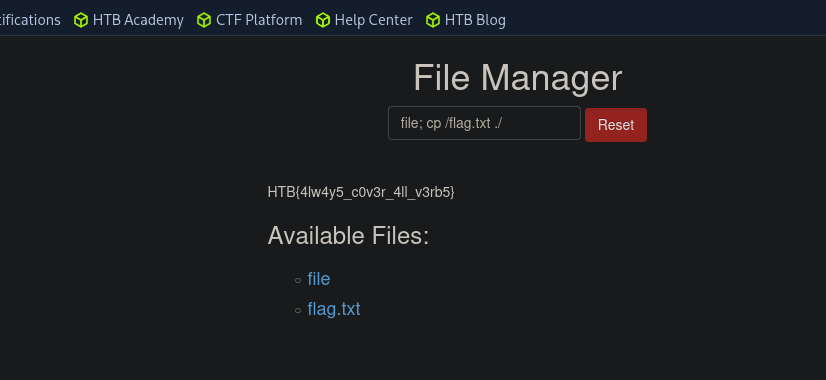 tifications HTB Academy CTF Platform Help Center HTB Blog
File Manager
file; cp /flag.txt ./ Reset
HTB{4lw4y5_c0v3r_4ll_v3rb5}
Available Files:
file
flag.txt